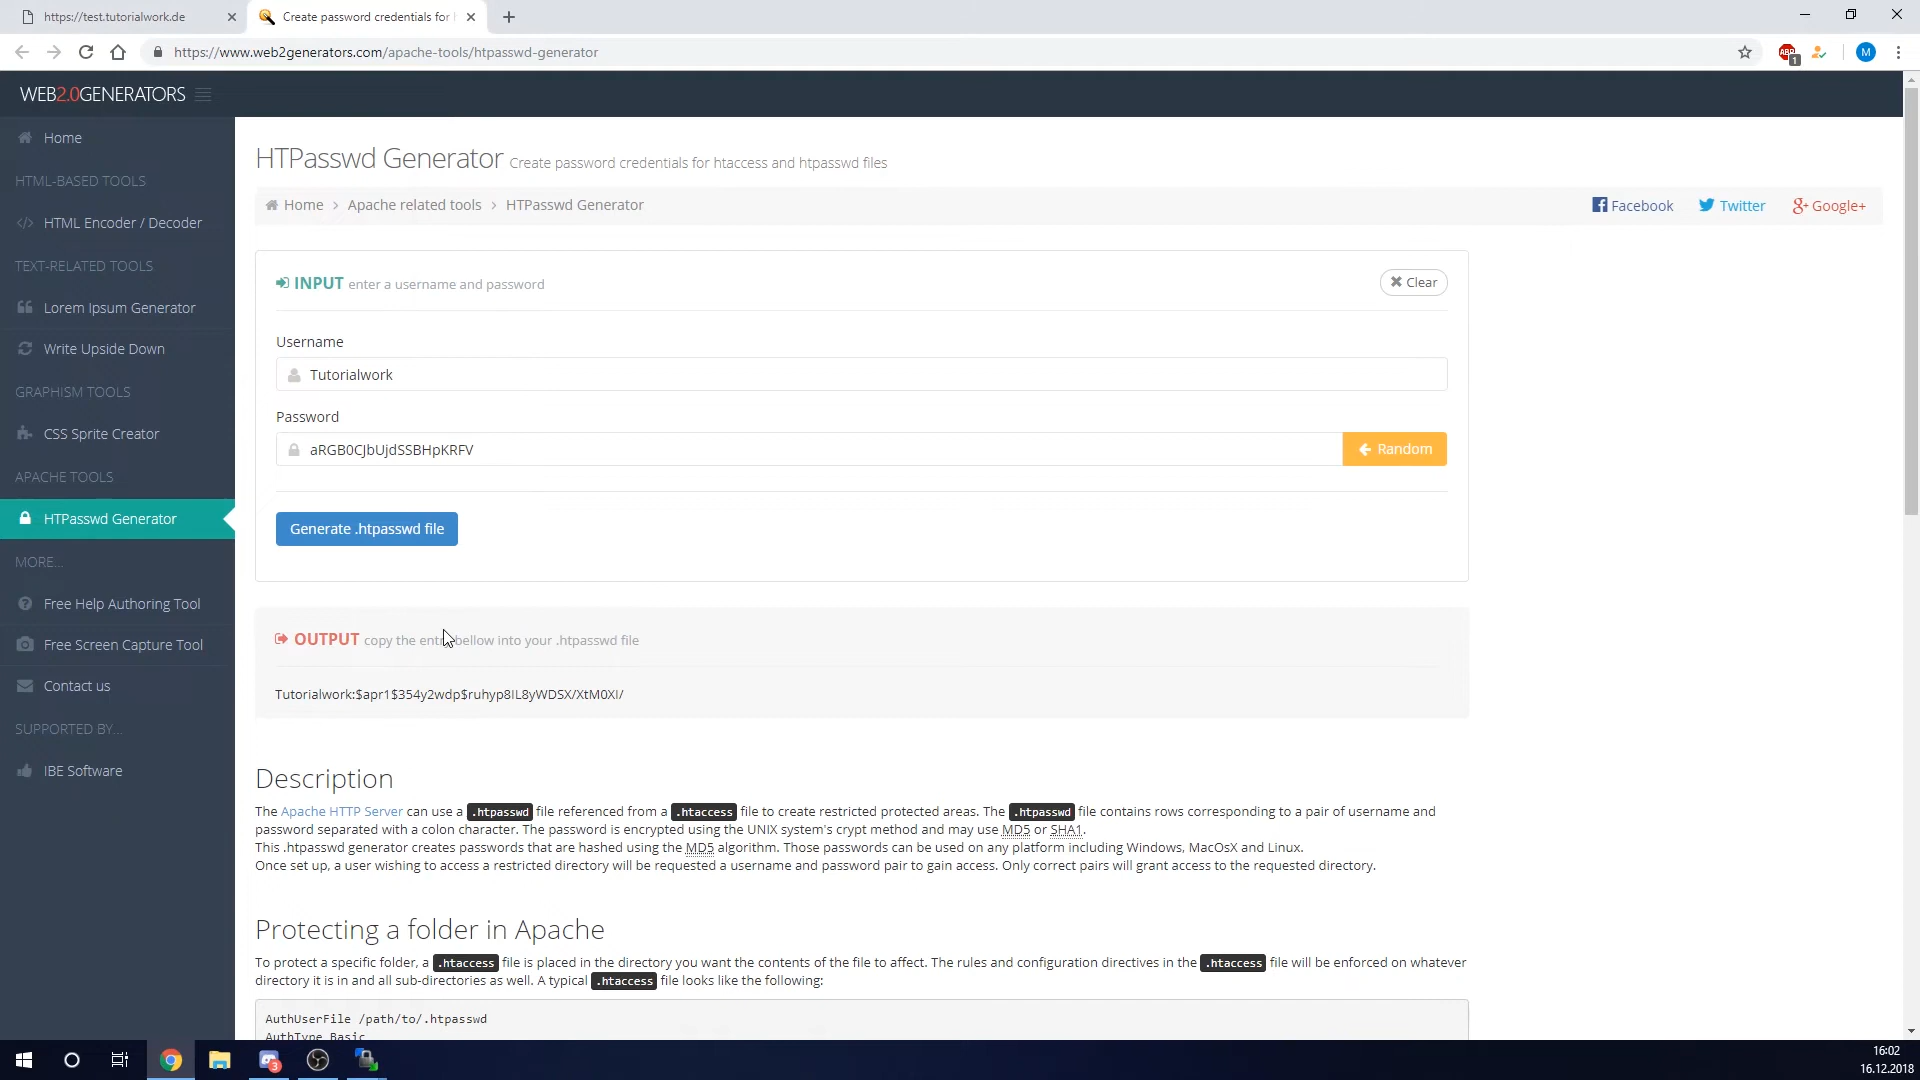 https://test.tutorialwork.de
Create password credentials for
https://www.web2generators.com/apache-tools/htpasswd-generator
ABP
1
M
WEB2.0GENERATORS
Home
HTML-BASED TOOLS
HTML Encoder / Decoder
TEXT-RELATED TOOLS
Lorem Ipsum Generator
Write Upside Down
GRAPHISM TOOLS
CSS Sprite Creator
APACHE TOOLS
HTPasswd Generator
MORE...
Free Help Authoring Tool
Free Screen Capture Tool
Contact us
SUPPORTED BY...
IBE Software
HTPasswd Generator Create password credentials for htaccess and htpasswd files
Home > Apache related tools > HTPasswd Generator
Facebook Twitter Google+
INPUT enter a username and password
Clear
Username
Tutorialwork
Password
aRGB0CJbUjdSSBHpKRFV
Random
Generate .htpasswd file
OUTPUT copy the entry bellow into your .htpasswd file
Tutorialwork:$apr1$354y2wdp$ruhyp8IL8yWDSX/XtM0XI/
Description
The Apache HTTP Server can use a .htpasswd file referenced from a .htaccess file to create restricted protected areas. The .htpasswd file contains rows corresponding to a pair of username and
password separated with a colon character. The password is encrypted using the UNIX system's crypt method and may use MD5 or SHA1.
This .htpasswd generator creates passwords that are hashed using the MD5 algorithm. Those passwords can be used on any platform including Windows, MacOsX and Linux.
Once set up, a user wishing to access a restricted directory will be requested a username and password pair to gain access. Only correct pairs will grant access to the requested directory.
Protecting a folder in Apache
To protect a specific folder, a .htaccess file is placed in the directory you want the contents of the file to affect. The rules and configuration directives in the .htaccess file will be enforced on whatever
directory it is in and all sub-directories as well. A typical .htaccess file looks like the following:
AuthUserFile /path/to/.htpasswd
AuthType Basic
3
16:02
16.12.2018